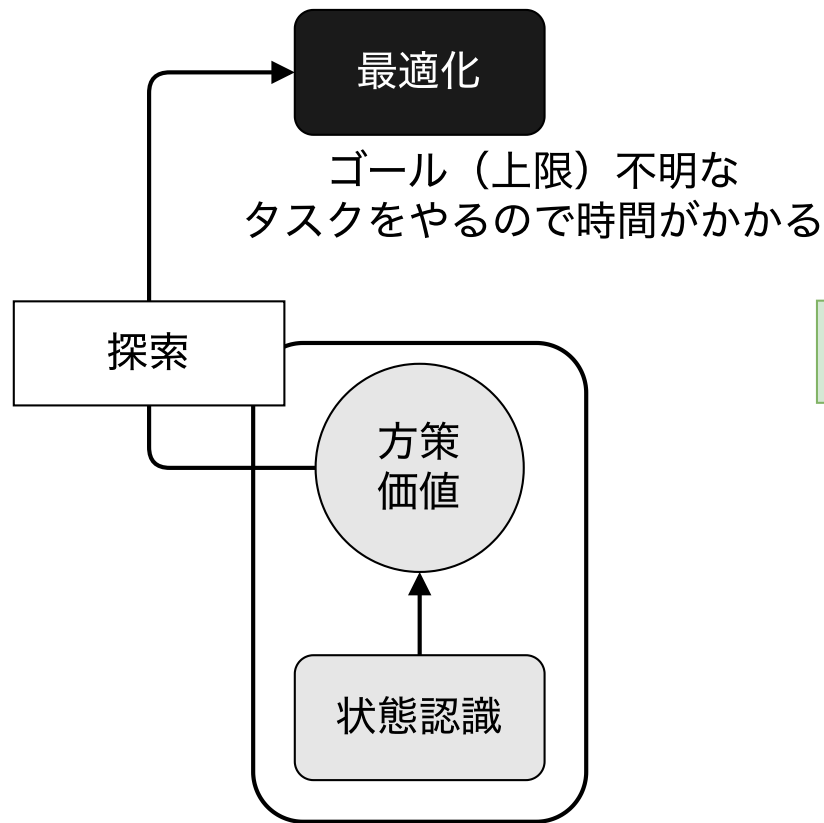 最適化
ゴール（上限）不明な
タスクをやるので時間がかかる
探索
方策
価値
状態認識